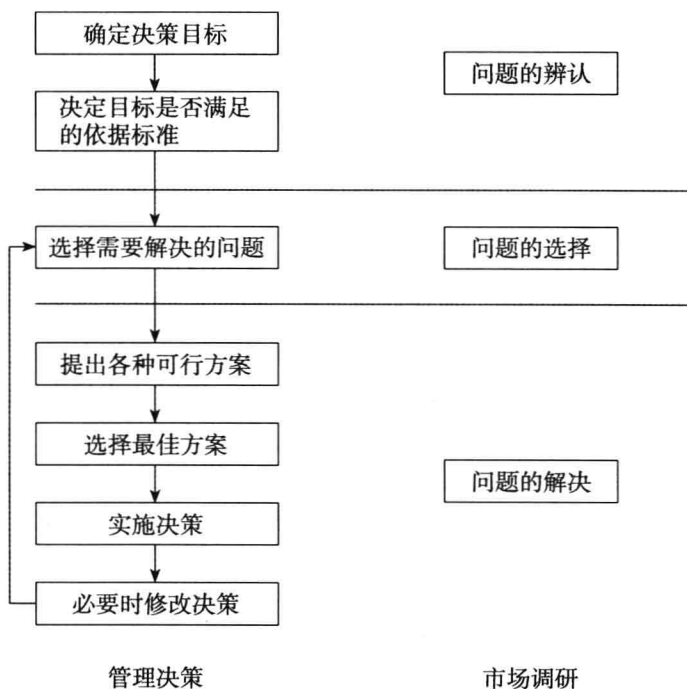 确定决策目标
问题的辨认
决定目标是否满足
的依据标准
选择需要解决的问题
问题的选择
提出各种可行方案
选择最佳方案
问题的解决
实施决策
必要时修改决策
管理决策
市场调研